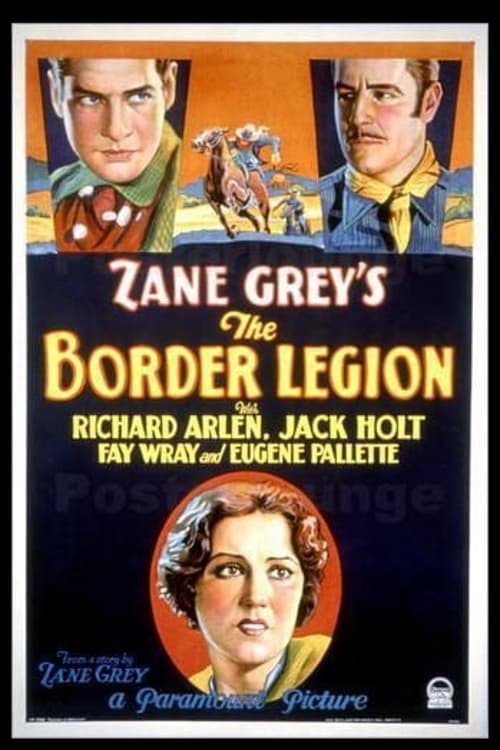 ZANE GREY'S
The
BORDER LEGION
With
RICHARD ARLEN, JACK HOLT
FAY WRAY and EUGENE PALLETTE
From a story by
ZANE GREY
a Paramount Picture